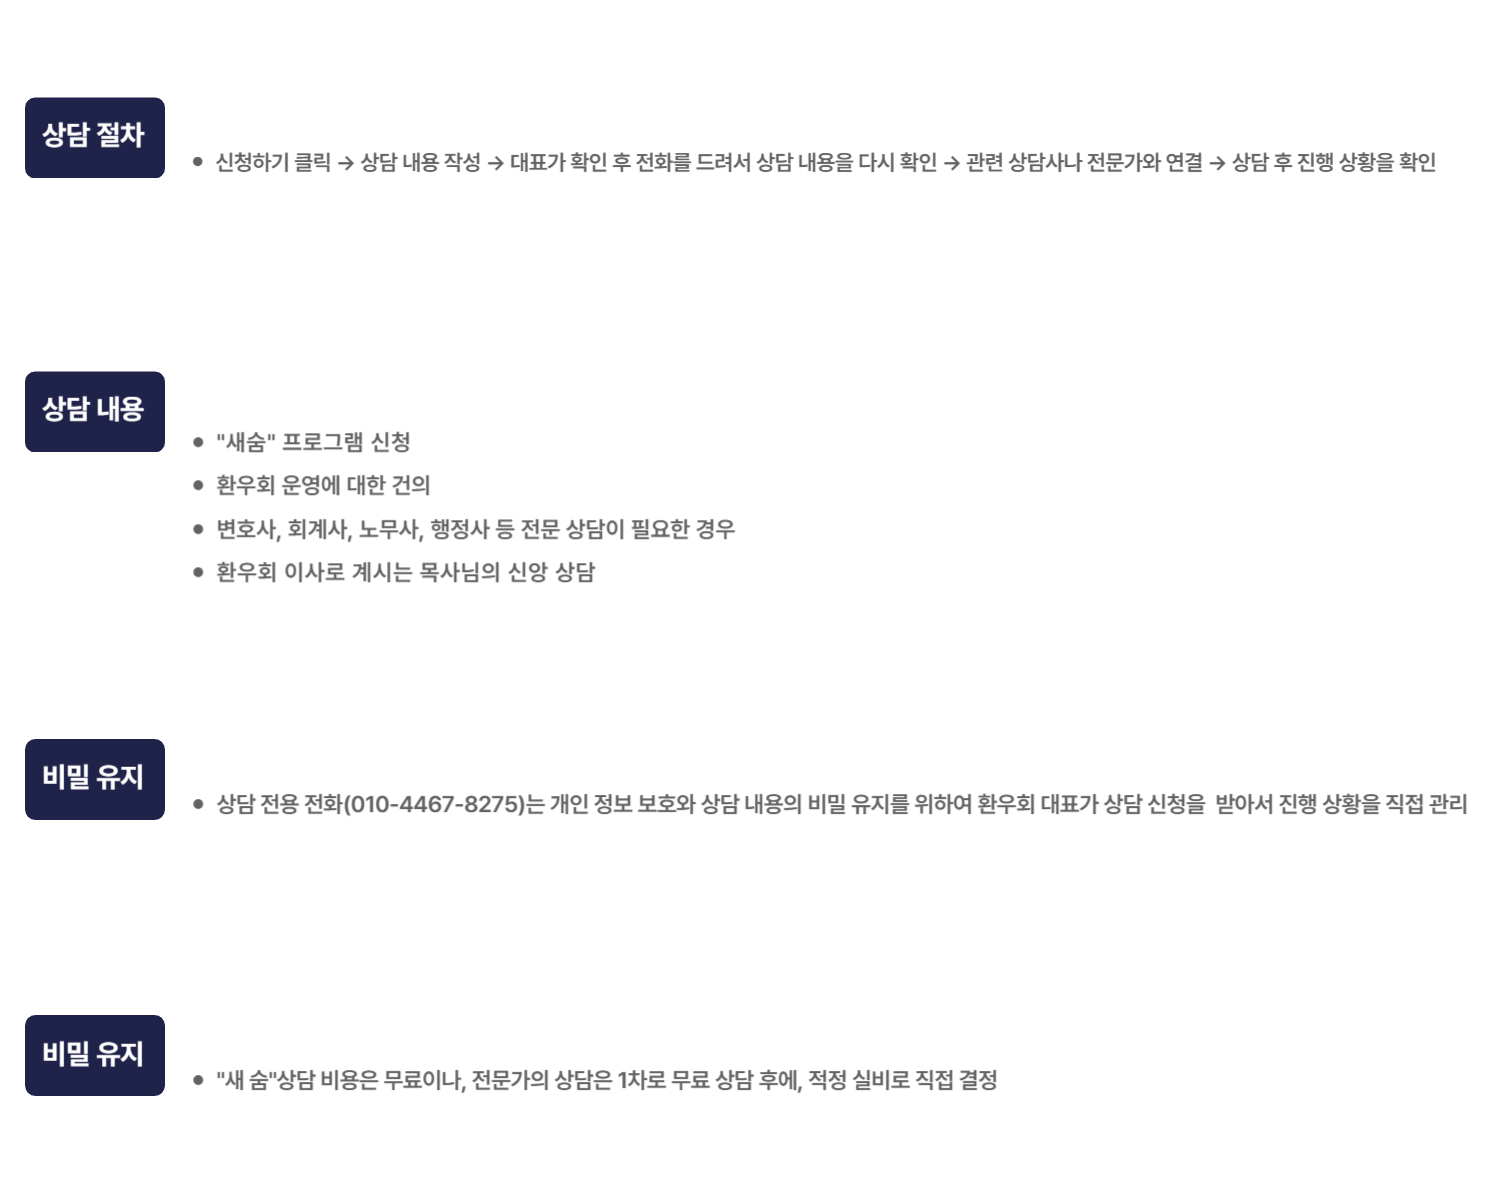 상담 절차
• 신청하기 클릭 → 상담 내용 작성 → 대표가 확인 후 전화를 드려서 상담 내용을 다시 확인 → 관련 상담사나 전문가와 연결 → 상담 후 진행 상황을 확인
상담 내용
• "새숨" 프로그램 신청
• 환우회 운영에 대한 건의
• 변호사, 회계사, 노무사, 행정사 등 전문 상담이 필요한 경우
• 환우회 이사로 계시는 목사님의 신앙 상담
비밀 유지
• 상담 전용 전화(010-4467-8275)는 개인 정보 보호와 상담 내용의 비밀 유지를 위하여 환우회 대표가 상담 신청을  받아서 진행 상황을 직접 관리
비밀 유지
• "새 숨"상담 비용은 무료이나, 전문가의 상담은 1차로 무료 상담 후에, 적정 실비로 직접 결정